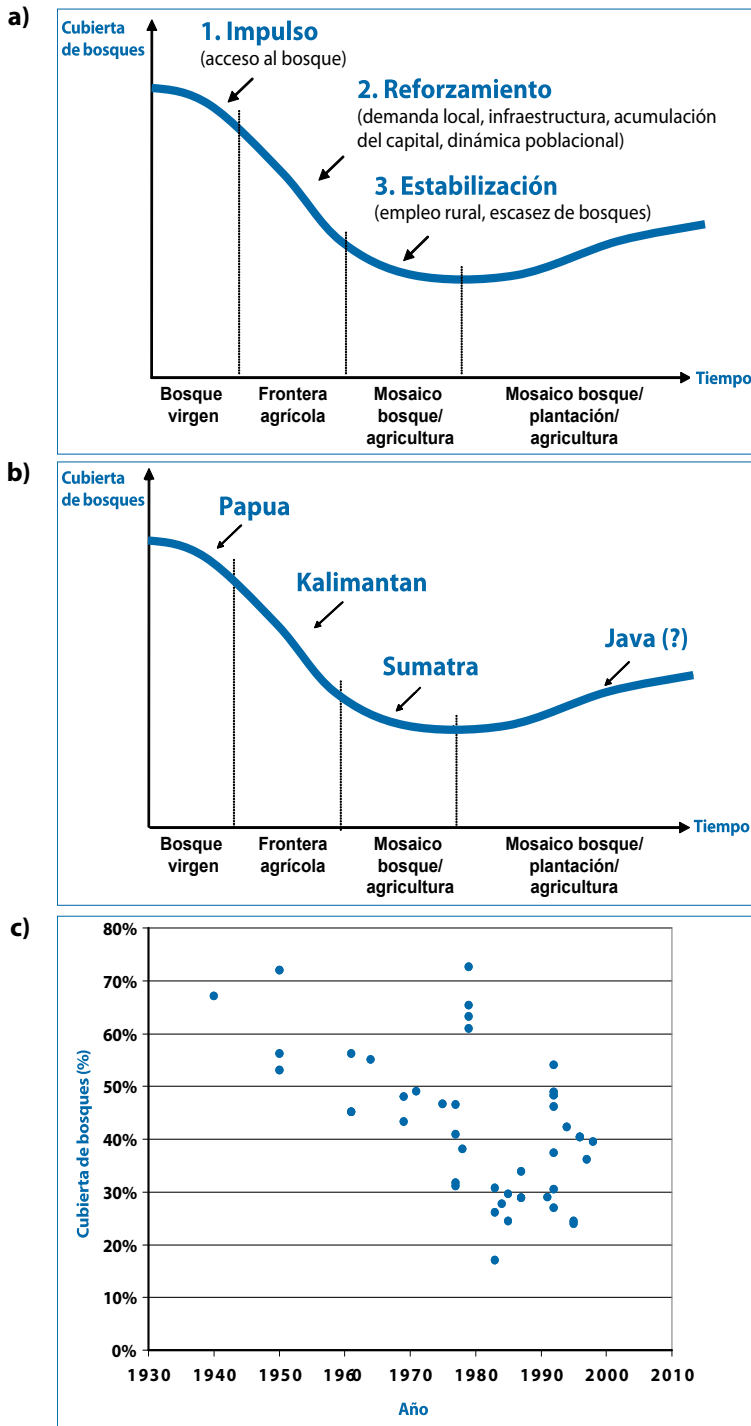 a)
Cubierta
de bosques
1. Impulso
(acceso al bosque)
2. Reforzamiento
(demanda local, infraestructura, acumulación
del capital, dinámica poblacional)
3. Estabilización
(empleo rural, escasez de bosques)
Tiempo
Bosque
virgen
Frontera
agrícola
Mosaico
bosque/
agricultura
Mosaico bosque/
plantación/
agricultura
b)
Cubierta
de bosques
Papua
Kalimantan
Sumatra
Java (?)
Tiempo
Bosque
virgen
Frontera
agrícola
Mosaico
bosque/
agricultura
Mosaico bosque/
plantación/
agricultura
c)
Cubierta de bosques (%)
80%
70%
60%
50%
40%
30%
20%
10%
0%
1930 1940 1950 1960 1970 1980 1990 2000 2010
Año